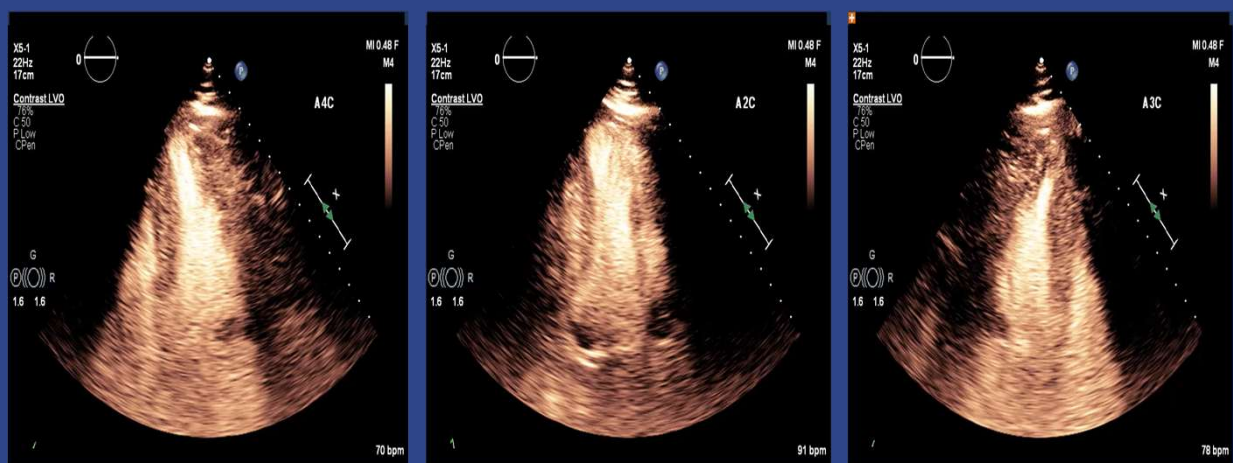 X5-1
22Hz
17cm
Contrast LVO
76%
C 50
P Low
CPen
0
P
MI 0.48 F
M4
A4C
X
G
P R
1.6 1.6
70 bpm
X5-1
22Hz
17cm
Contrast LVO
76%
C 50
P Low
CPen
0
P
MI 0.48 F
M4
A2C
X
G
P R
1.6 1.6
91 bpm
X5-1
22Hz
17cm
Contrast LVO
76%
C 50
P Low
CPen
0
P
MI 0.48 F
M4
A3C
X
G
P R
1.6 1.6
78 bpm